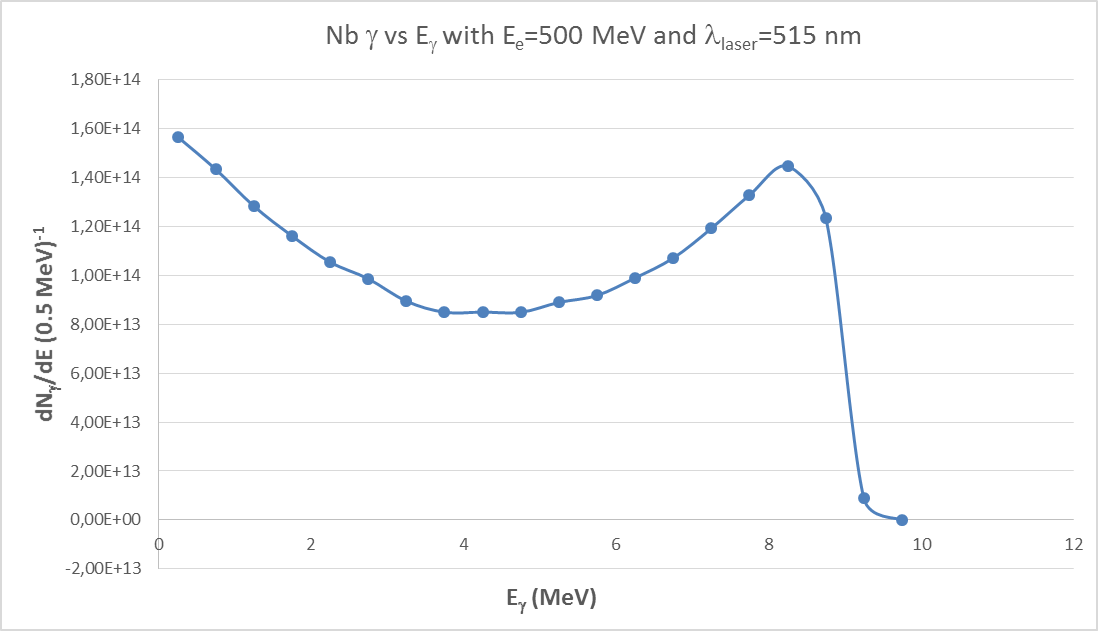 Nb γ vs Eγ with Ee=500 MeV and λlaser=515 nm
1,80E+14
1,60E+14
1,40E+14
1,20E+14
1,00E+14
8,00E+13
6,00E+13
4,00E+13
2,00E+13
0,00E+00
-2,00E+13
dNγ/dE (0.5 MeV)-1
0 2 4 6 8 10 12
Eγ (MeV)